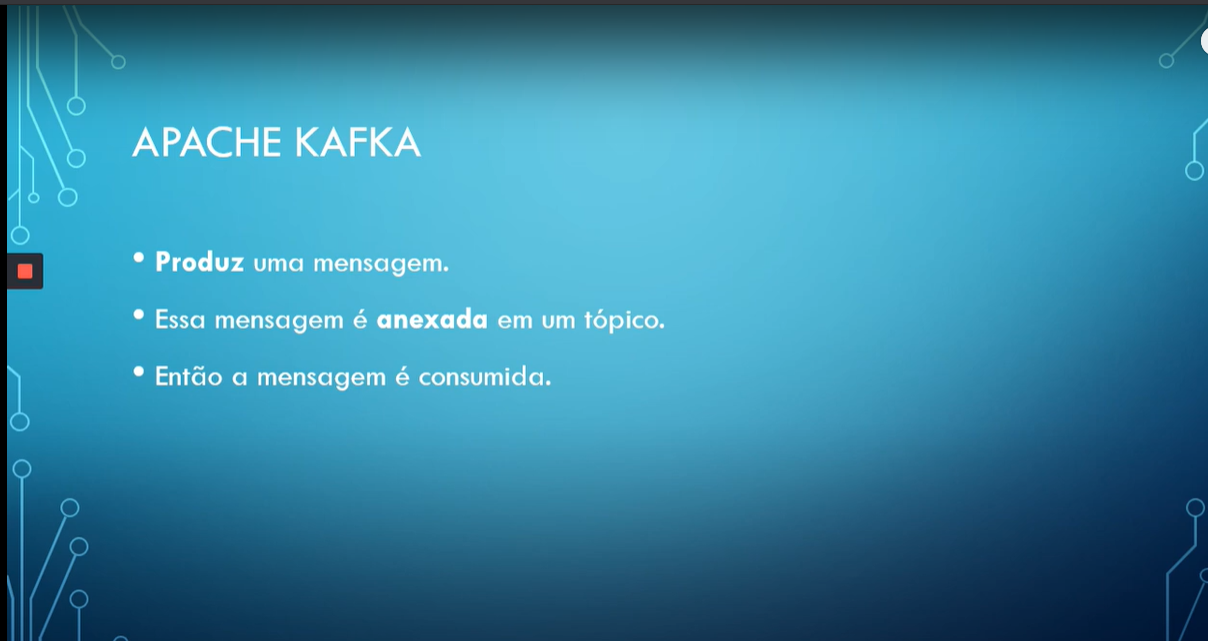 APACHE KAFKA
• Produz uma mensagem.
• Essa mensagem é anexada em um tópico.
• Então a mensagem é consumida.